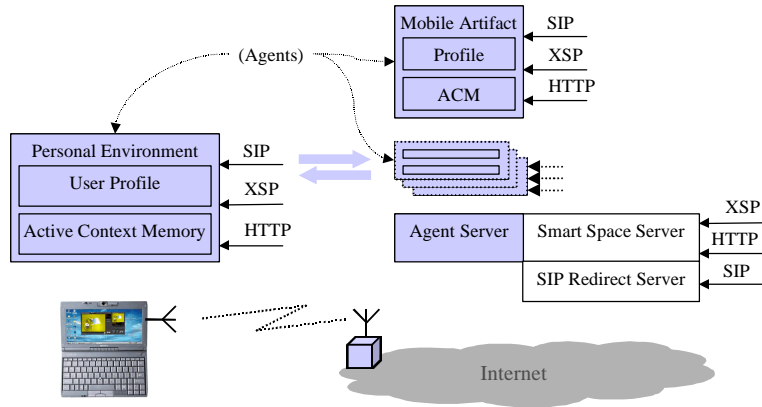 Mobile Artifact
SIP
(Agents)
Profile
XSP
ACM
HTTP
Personal Environment
SIP
User Profile
XSP
Active Context Memory
HTTP
Agent Server
Smart Space Server
XSP
HTTP
SIP Redirect Server
SIP
Internet